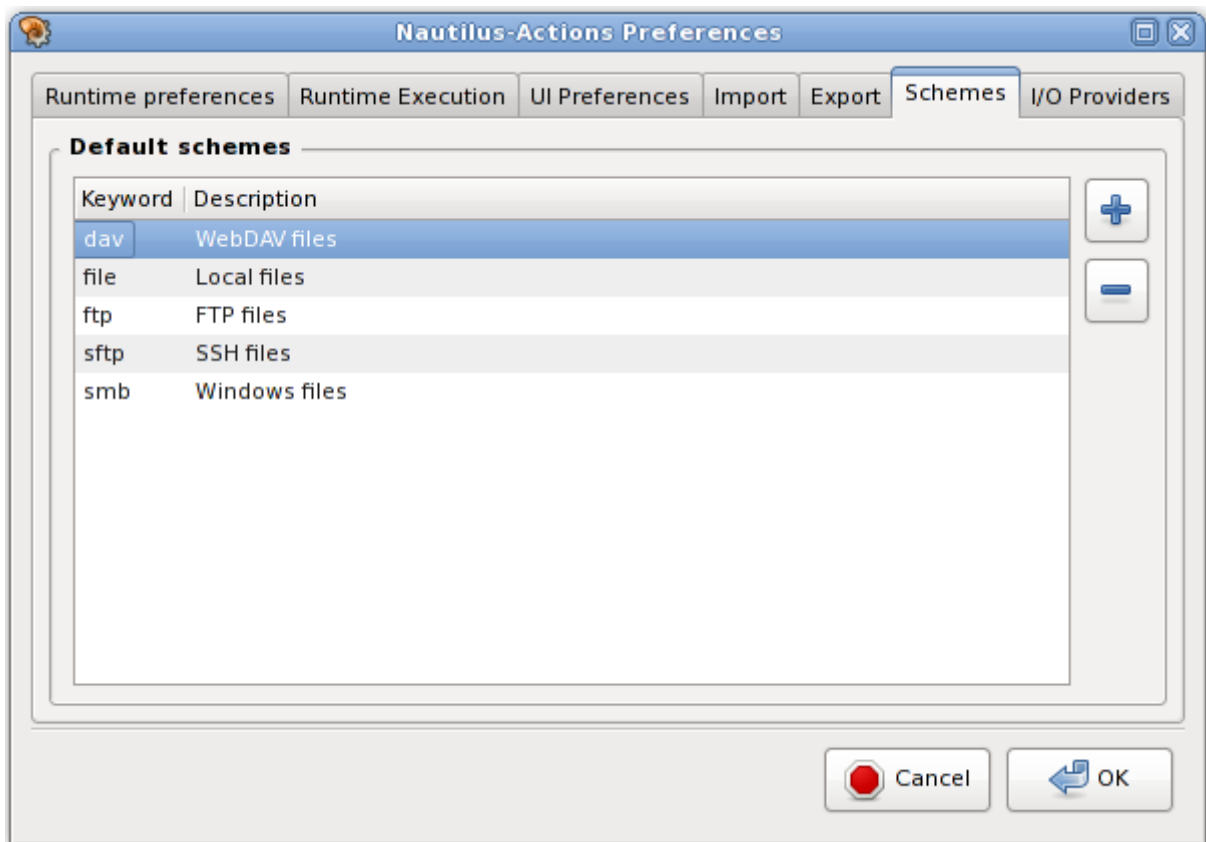 Nautilus-Actions Preferences
Runtime preferences Runtime Execution UI Preferences Import Export Schemes I/O Providers
Default schemes
Keyword Description
dav WebDAV files
file Local files
ftp FTP files
sftp SSH files
smb Windows files
Cancel OK